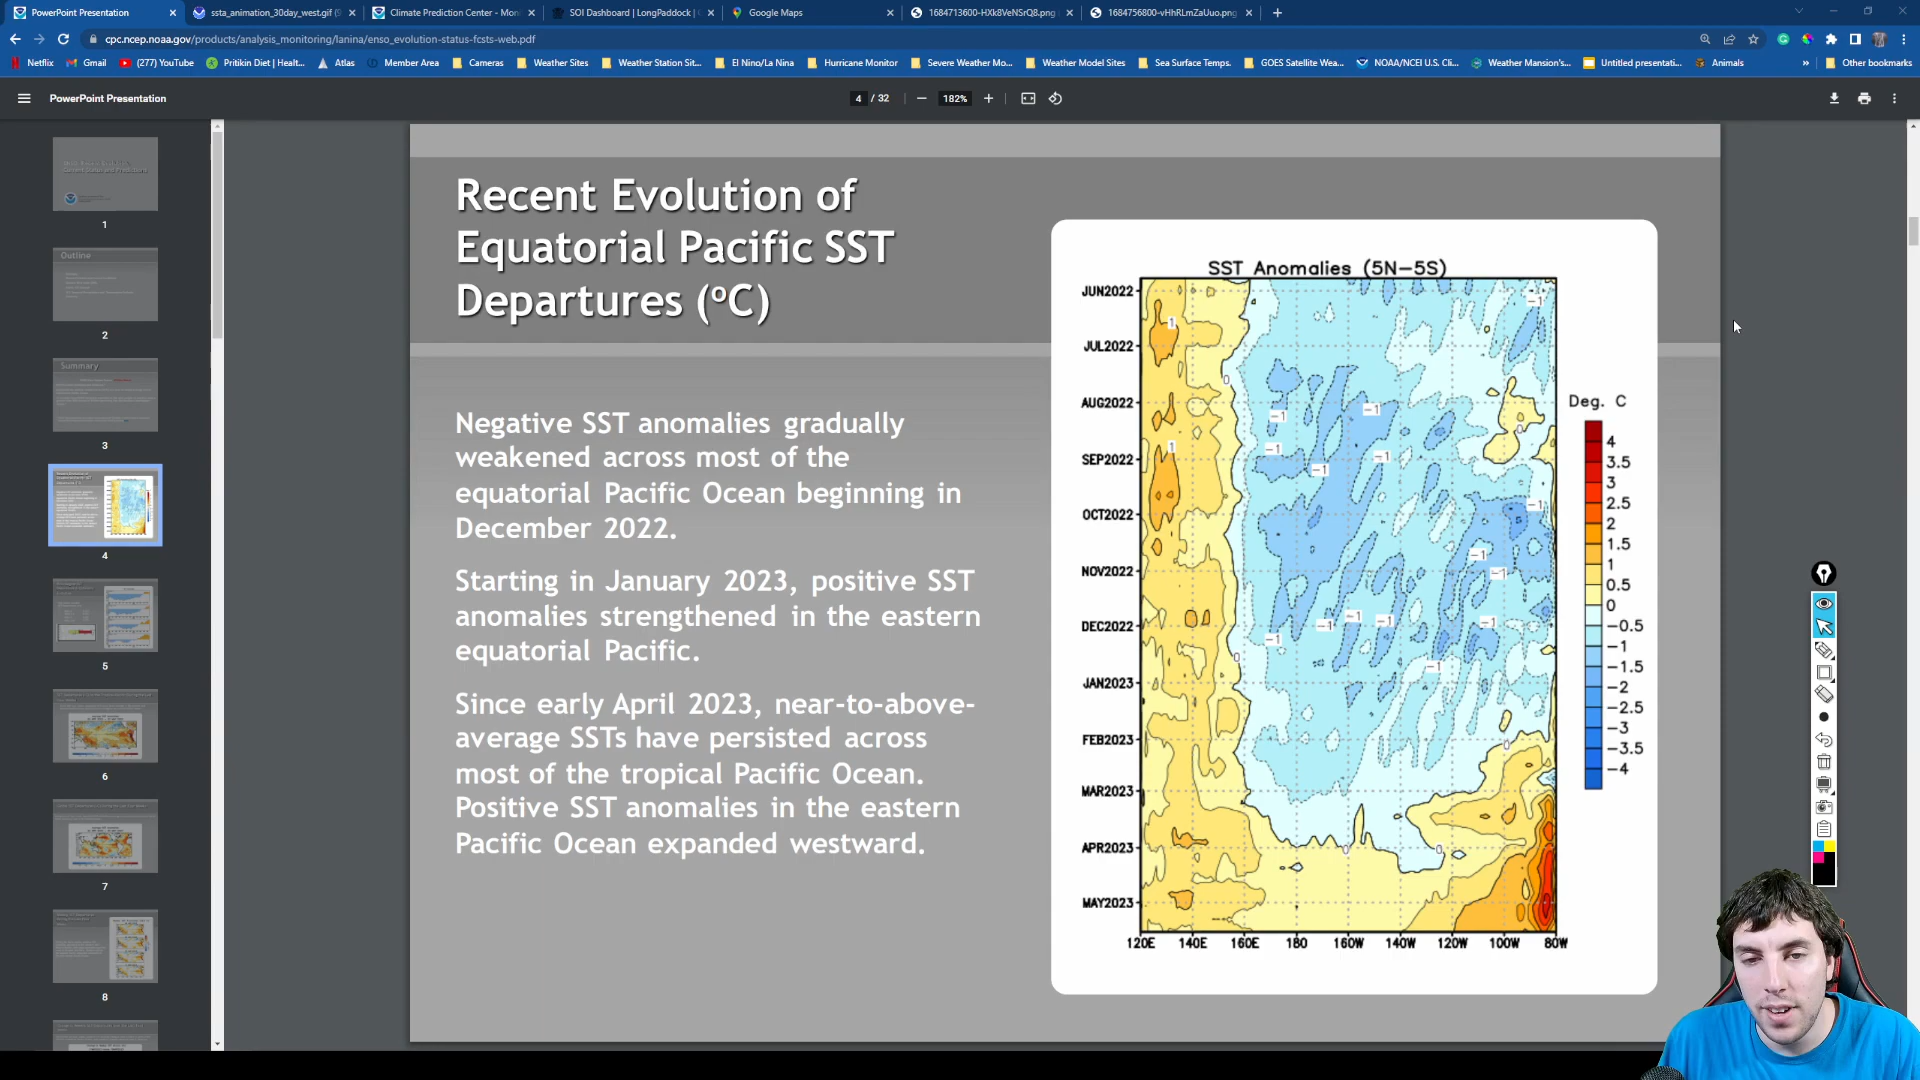 PowerPoint Presentation
ssta_animation_30day_west.gif (9
Climate Prediction Center - Mon
SOI Dashboard | LongPaddock |
Google Maps
1684713600-HXk8VeNSrQ8.png
1684756800-vHhRLmZaUuo.png
cpc.ncep.noaa.gov/products/analysis_monitoring/lanina/enso_evolution-status-fcsts-web.pdf
Netflix
Gmail
(277) YouTube
Pritikin Diet | Healt...
Atlas
Member Area
Cameras
Weather Sites
Weather Station Sit...
El Nino/La Nina
Hurricane Monitor
Severe Weather Mo...
Weather Model Sites
Sea Surface Temps.
GOES Satellite Wea...
NOAA/NCEI U.S. Cli...
Weather Mansion's...
Untitled presentati...
Animals
»
Other bookmarks
PowerPoint Presentation
4 / 32
182%
1
Outline
2
Summary
3
4
5
6
7
8
Recent Evolution of
Equatorial Pacific SST
Departures (ºC)
Negative SST anomalies gradually
weakened across most of the
equatorial Pacific Ocean beginning in
December 2022.
Starting in January 2023, positive SST
anomalies strengthened in the eastern
equatorial Pacific.
Since early April 2023, near-to-above-
average SSTs have persisted across
most of the tropical Pacific Ocean.
Positive SST anomalies in the eastern
Pacific Ocean expanded westward.
SST Anomalies (5N-5S)
JUN2022
JUL2022
AUG2022
SEP2022
OCT2022
NOV2022
DEC2022
JAN2023
FEB2023
MAR2023
APR2023
MAY2023
120E 140E 160E 180 160W 140W 120W 100W 80W
Deg. C
4
3.5
3
2.5
2
1.5
1
0.5
0
-0.5
-1
-1.5
-2
-2.5
-3
-3.5
-4